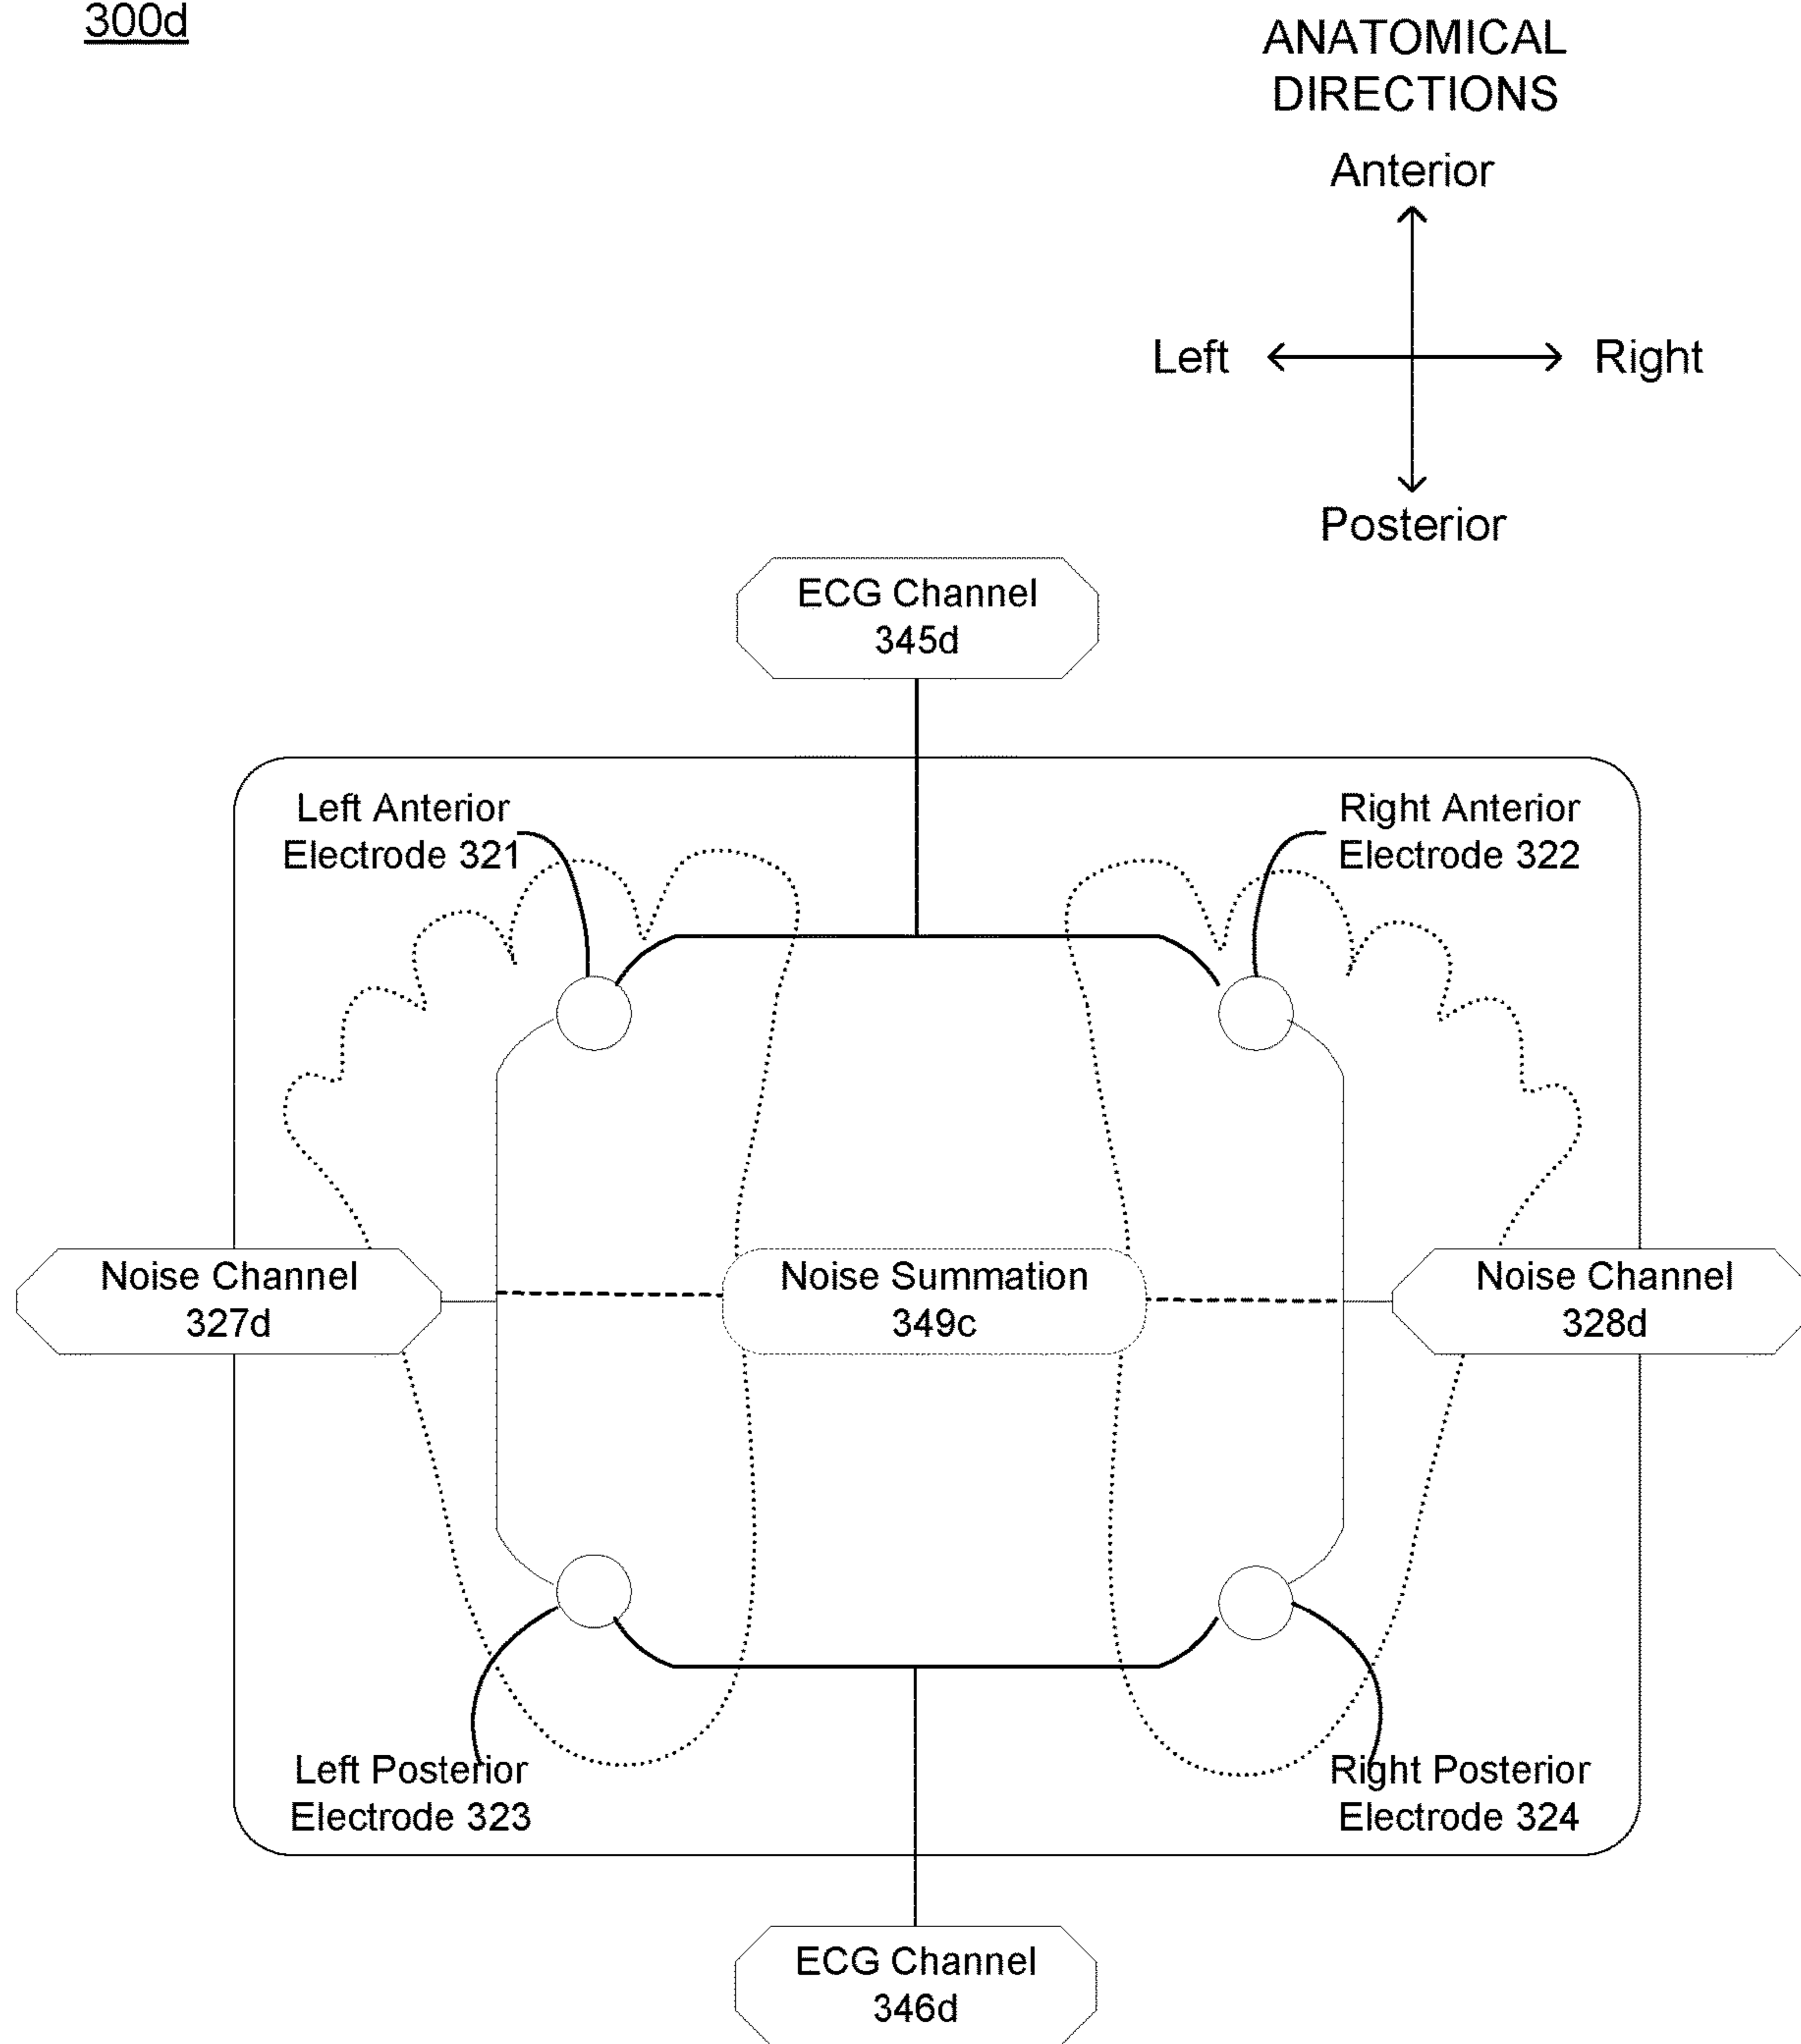 300d
ANATOMICAL
DIRECTIONS
Anterior
Left
Right
Posterior
ECG Channel
345d
Left Anterior
Electrode 321
Right Anterior
Electrode 322
Noise Channel
327d
Noise Summation
349c
Noise Channel
328d
Left Posterior
Electrode 323
Right Posterior
Electrode 324
ECG Channel
346d